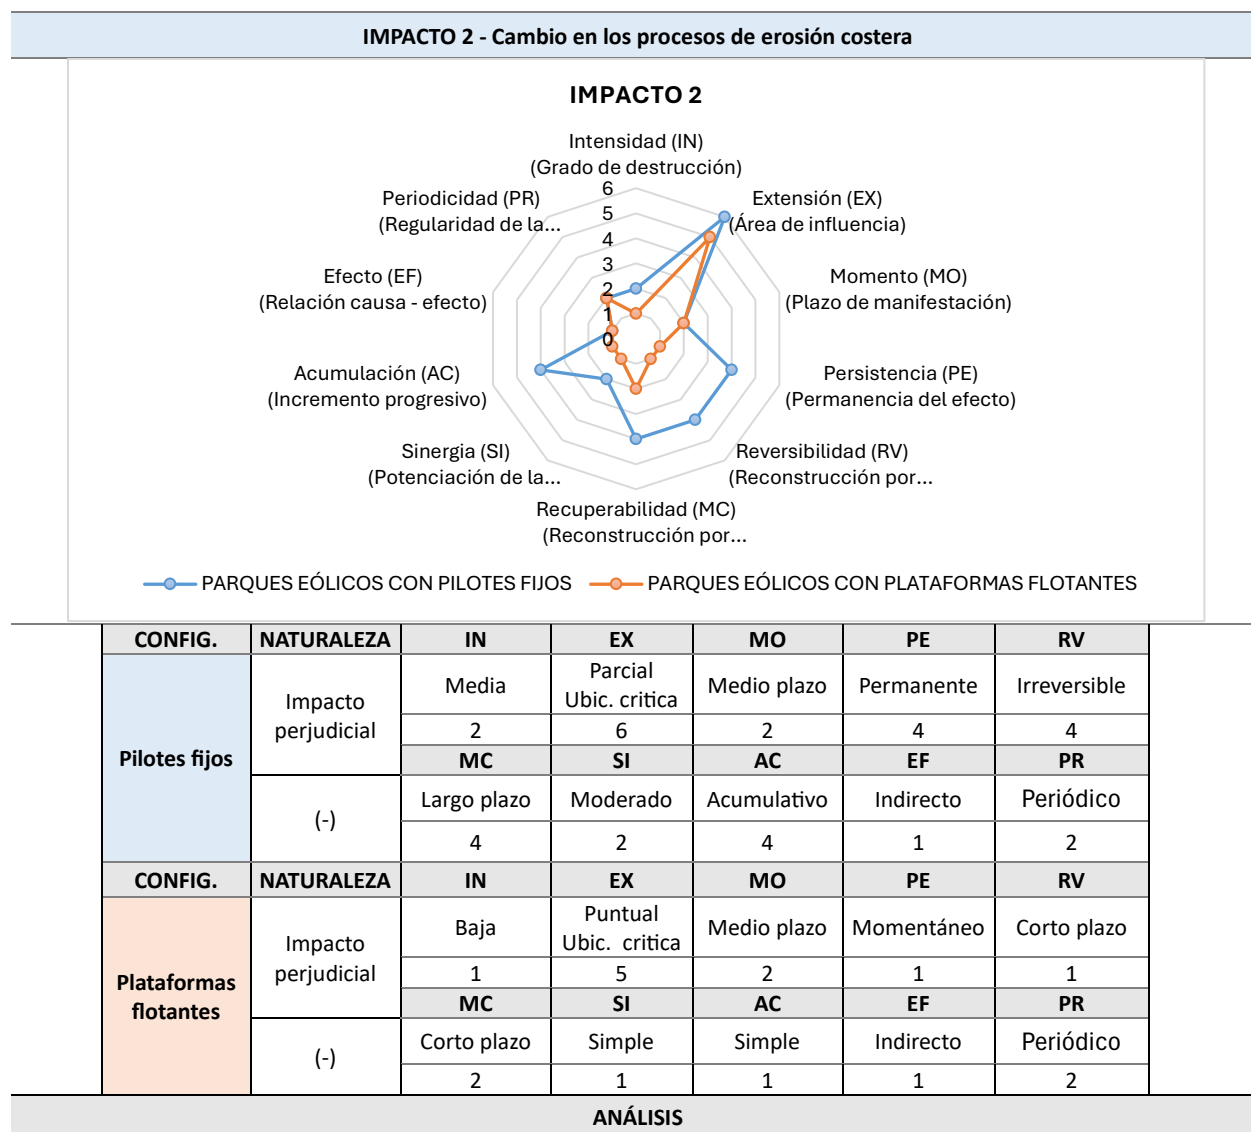 IMPACTO 2 - Cambio en los procesos de erosión costera
IMPACTO 2
Intensidad (IN)
(Grado de destrucción)
Extensión (EX)
(Área de influencia)
Momento (MO)
(Plazo de manifestación)
Persistencia (PE)
(Permanencia del efecto)
Reversibilidad (RV)
(Reconstrucción por...
Recuperabilidad (MC)
(Reconstrucción por...
Sinergia (SI)
(Potenciación de la...
Acumulación (AC)
(Incremento progresivo)
Efecto (EF)
(Relación causa - efecto)
Periodicidad (PR)
(Regularidad de la...
6
5
4
3
2
1
0
PARQUES EÓLICOS CON PILOTES FIJOS
PARQUES EÓLICOS CON PLATAFORMAS FLOTANTES
CONFIG. NATURALEZA IN EX MO PE RV
Pilotes fijos
Impacto
perjudicial
Media
Parcial
Ubic. critica
Medio plazo
Permanente
Irreversible
2 6 2 4 4
MC SI AC EF PR
(-)
Largo plazo Moderado Acumulativo Indirecto Periódico
4 2 4 1 2
CONFIG. NATURALEZA IN EX MO PE RV
Plataformas
flotantes
Impacto
perjudicial
Baja
Puntual
Ubic. critica
Medio plazo
Momentáneo
Corto plazo
1 5 2 1 1
MC SI AC EF PR
(-)
Corto plazo Simple Simple Indirecto Periódico
2 1 1 1 2
ANÁLISIS